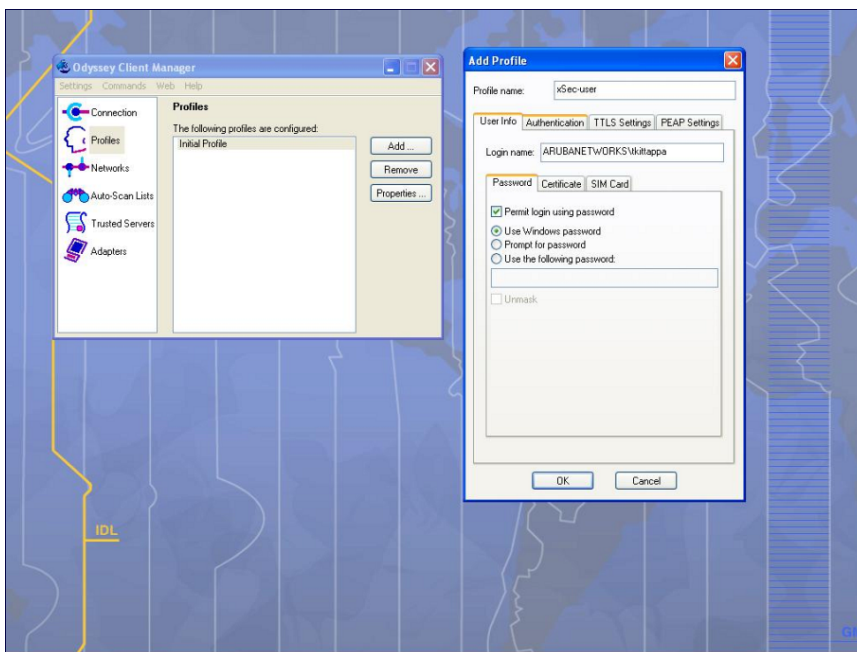 Odyssey Client Manager
Settings Commands Web Help
Connection
Profiles
Networks
Auto-Scan Lists
Trusted Servers
Adapters
Profiles
The following profiles are configured:
Initial Profile
Add ...
Remove
Properties ...
Add Profile
Profile name: xSec-user
User Info Authentication TTLS Settings PEAP Settings
Login name: ARUBANETWORKS\tkittappa
Password Certificate SIM Card
Permit login using password
Use Windows password
Prompt for password
Use the following password:
Unmask
OK Cancel
IDL